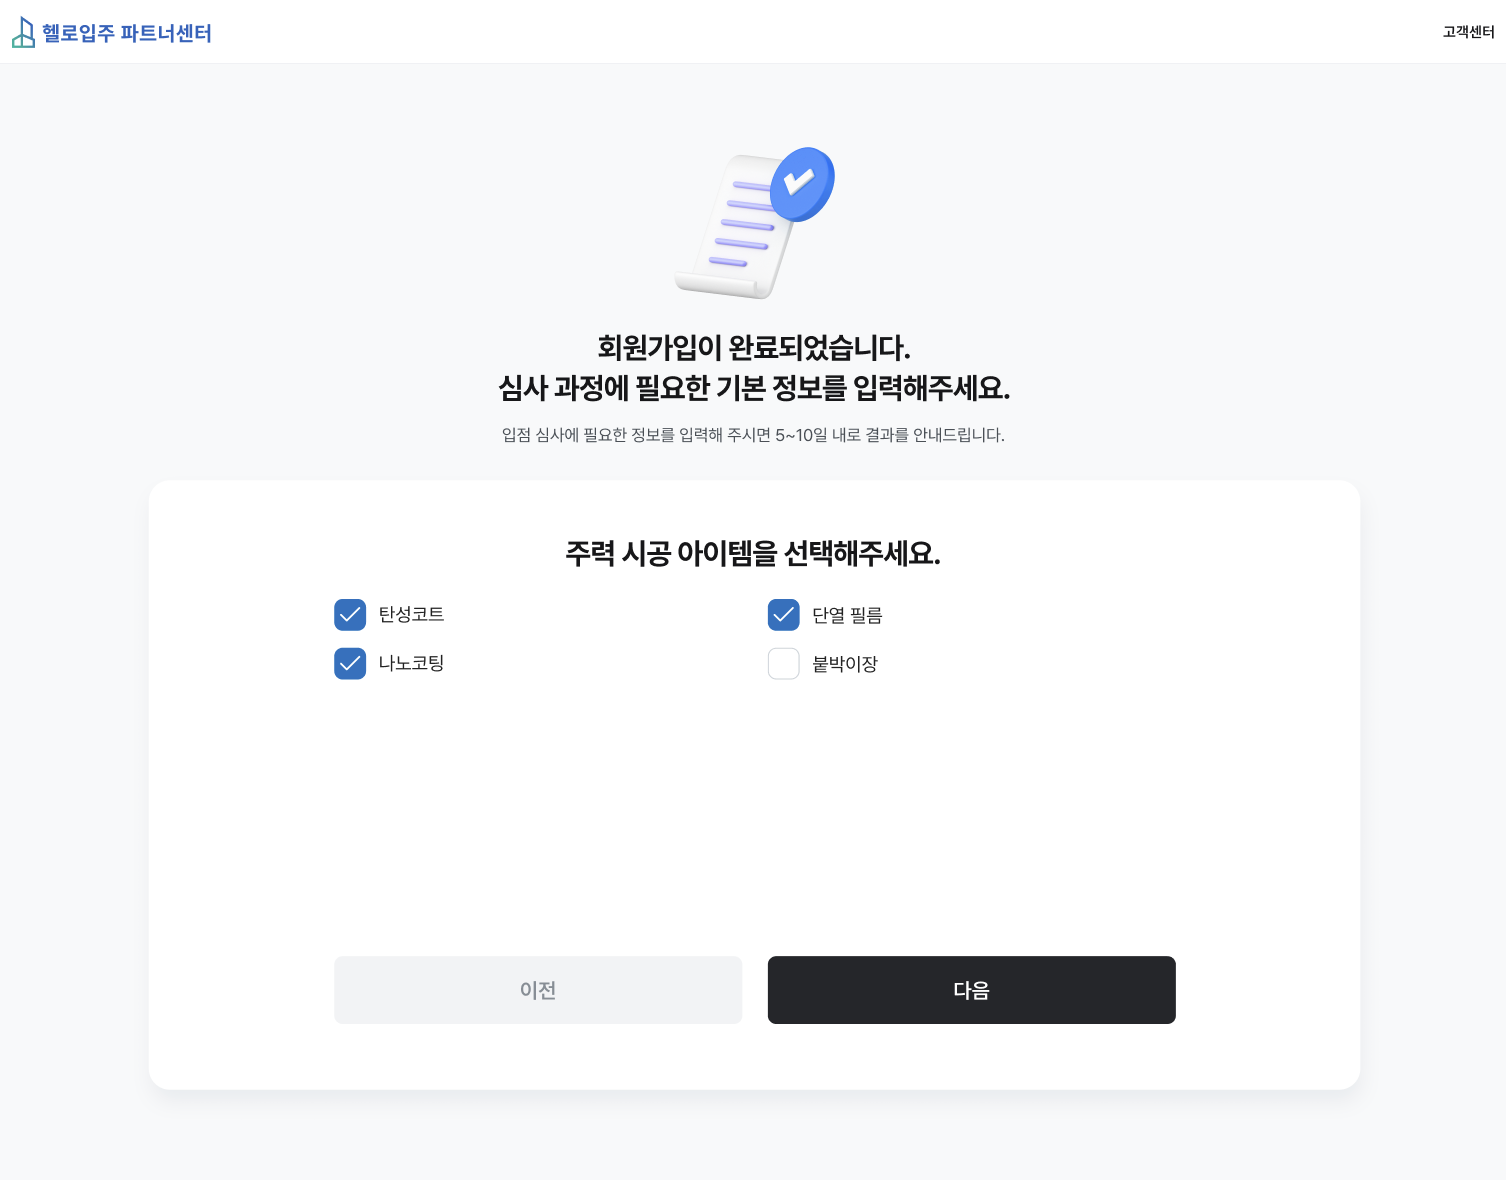 헬로입주 파트너센터
고객센터
회원가입이 완료되었습니다.
심사 과정에 필요한 기본 정보를 입력해주세요.
입점 심사에 필요한 정보를 입력해 주시면 5~10일 내로 결과를 안내드립니다.
주력 시공 아이템을 선택해주세요.
탄성코트
단열 필름
나노코팅
붙박이장
이전
다음